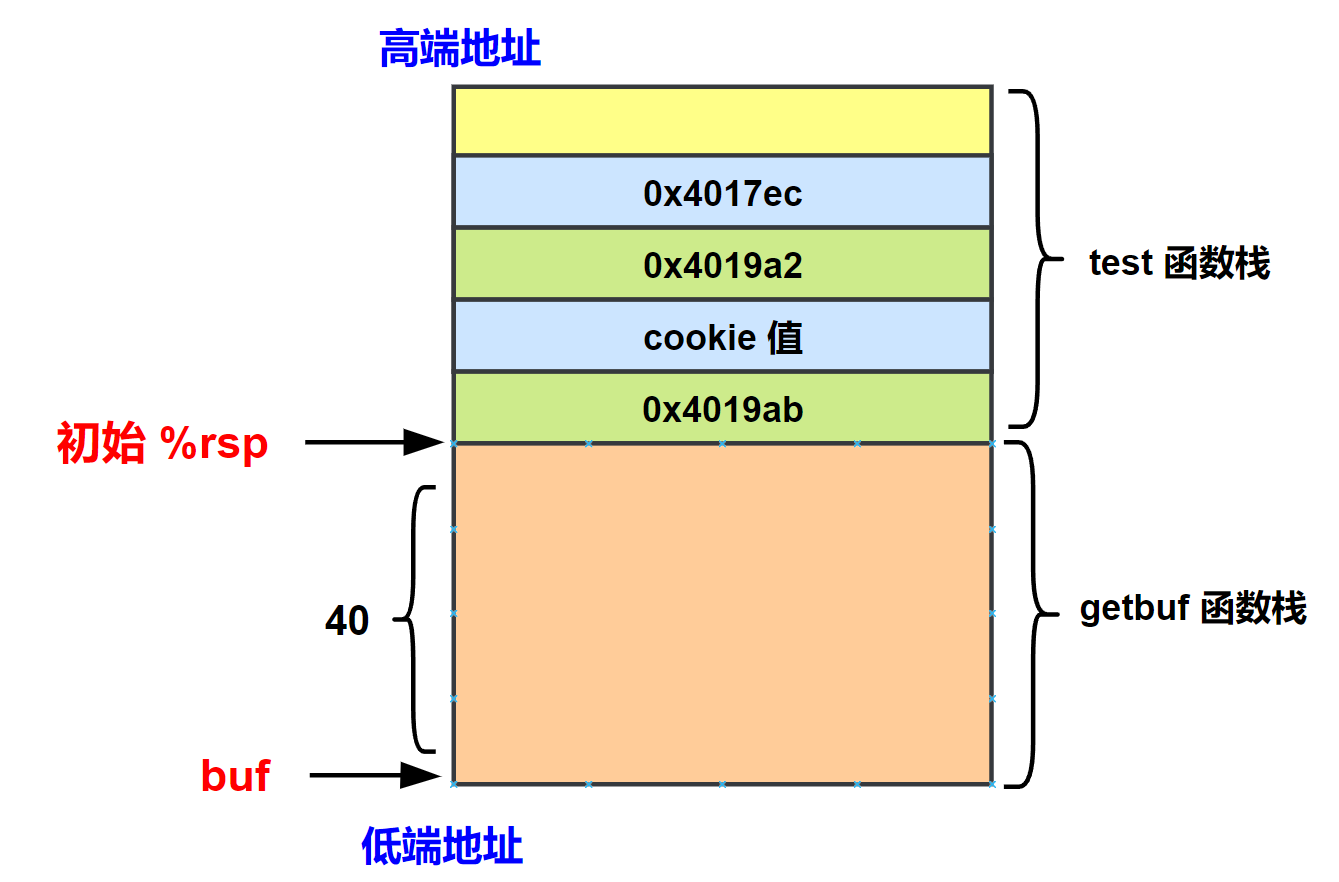 高端地址
0x4017ec
0x4019a2
test 函数栈
cookie 值
0x4019ab
初始 %rsp
40
getbuf 函数栈
buf
低端地址